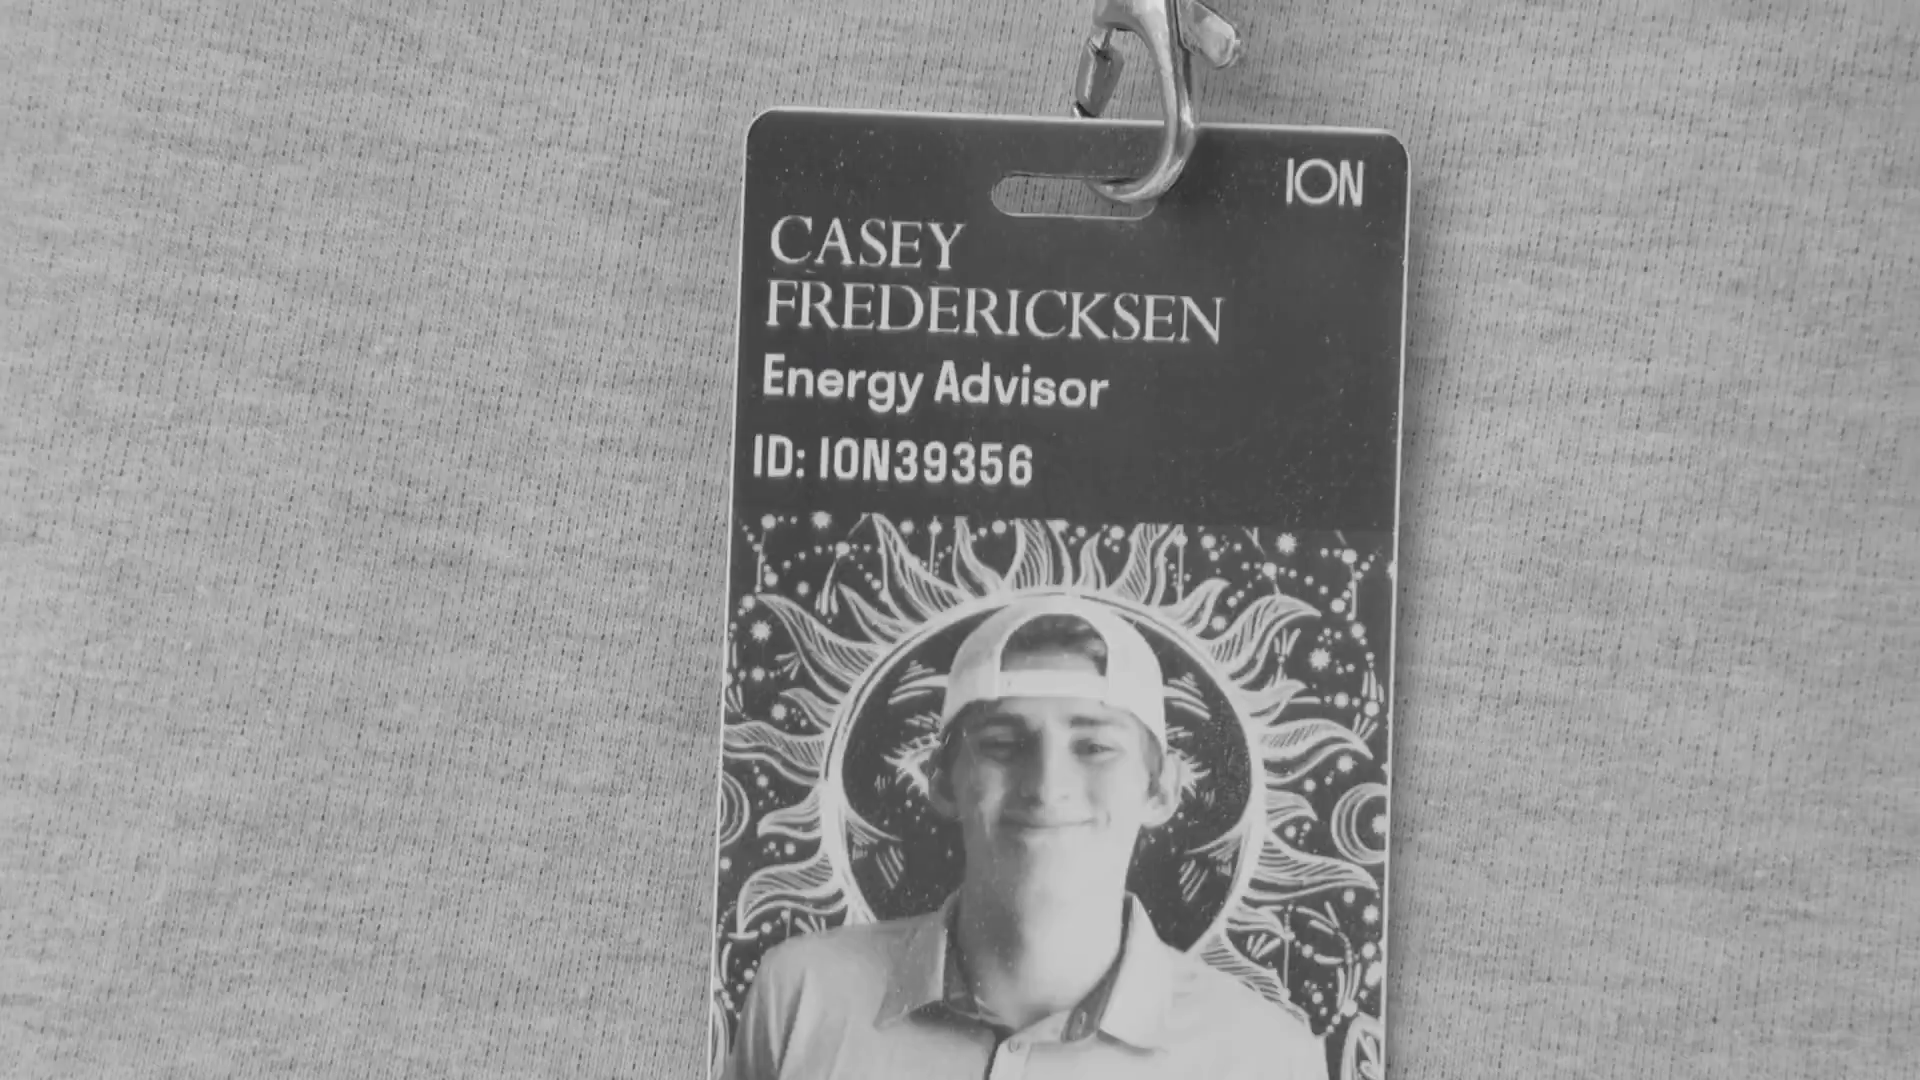 ION
CASEY
FREDERICKSEN
Energy Advisor
ID: ION39356